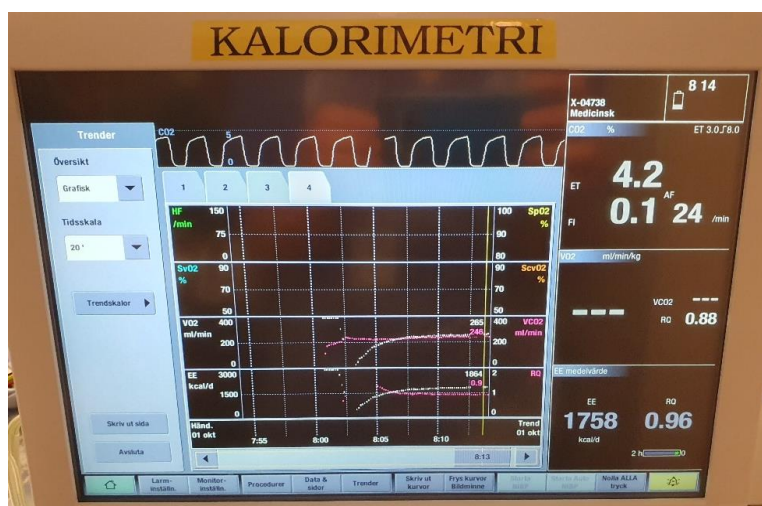 KALORIMETRI
8 14
X-04738
Medicinsk
Trender
CO2 5
0
CO2 % ET 3.0 8.0
Översikt
Grafisk
1 2 3 4
ET 4.2
AF
FI 0.1 24 /min
HF 150 100 SpO2
/min 75 90 %
0 80
Tidsskala
20 '
SvO2 90 90 ScvO2
% 70 70 %
50 50
VO2 ml/min/kg
--- VCO2 ---
RQ 0.88
Trendskalor
VO2 400 265 400 VCO2
ml/min 200 246 200 ml/min
0 0
EE 3000 1864 2 RQ
kcal/d 0.9
1500 1
0 0
EE medelvärde
EE RQ
1758 0.96
kcal/d
2 h 0
Skriv ut sida
Händ. Trend
01 okt 7:55 8:00 8:05 8:10 01 okt
Avsluta
8:13
Larm-
inställn.
Monitor-
inställn.
Procedurer
Data &
sidor
Trender
Skriv ut
kurvor
Frys kurvor
Bildminne
Starta
NIBP
Starta Auto
NIBP
Nolla ALLA
tryck